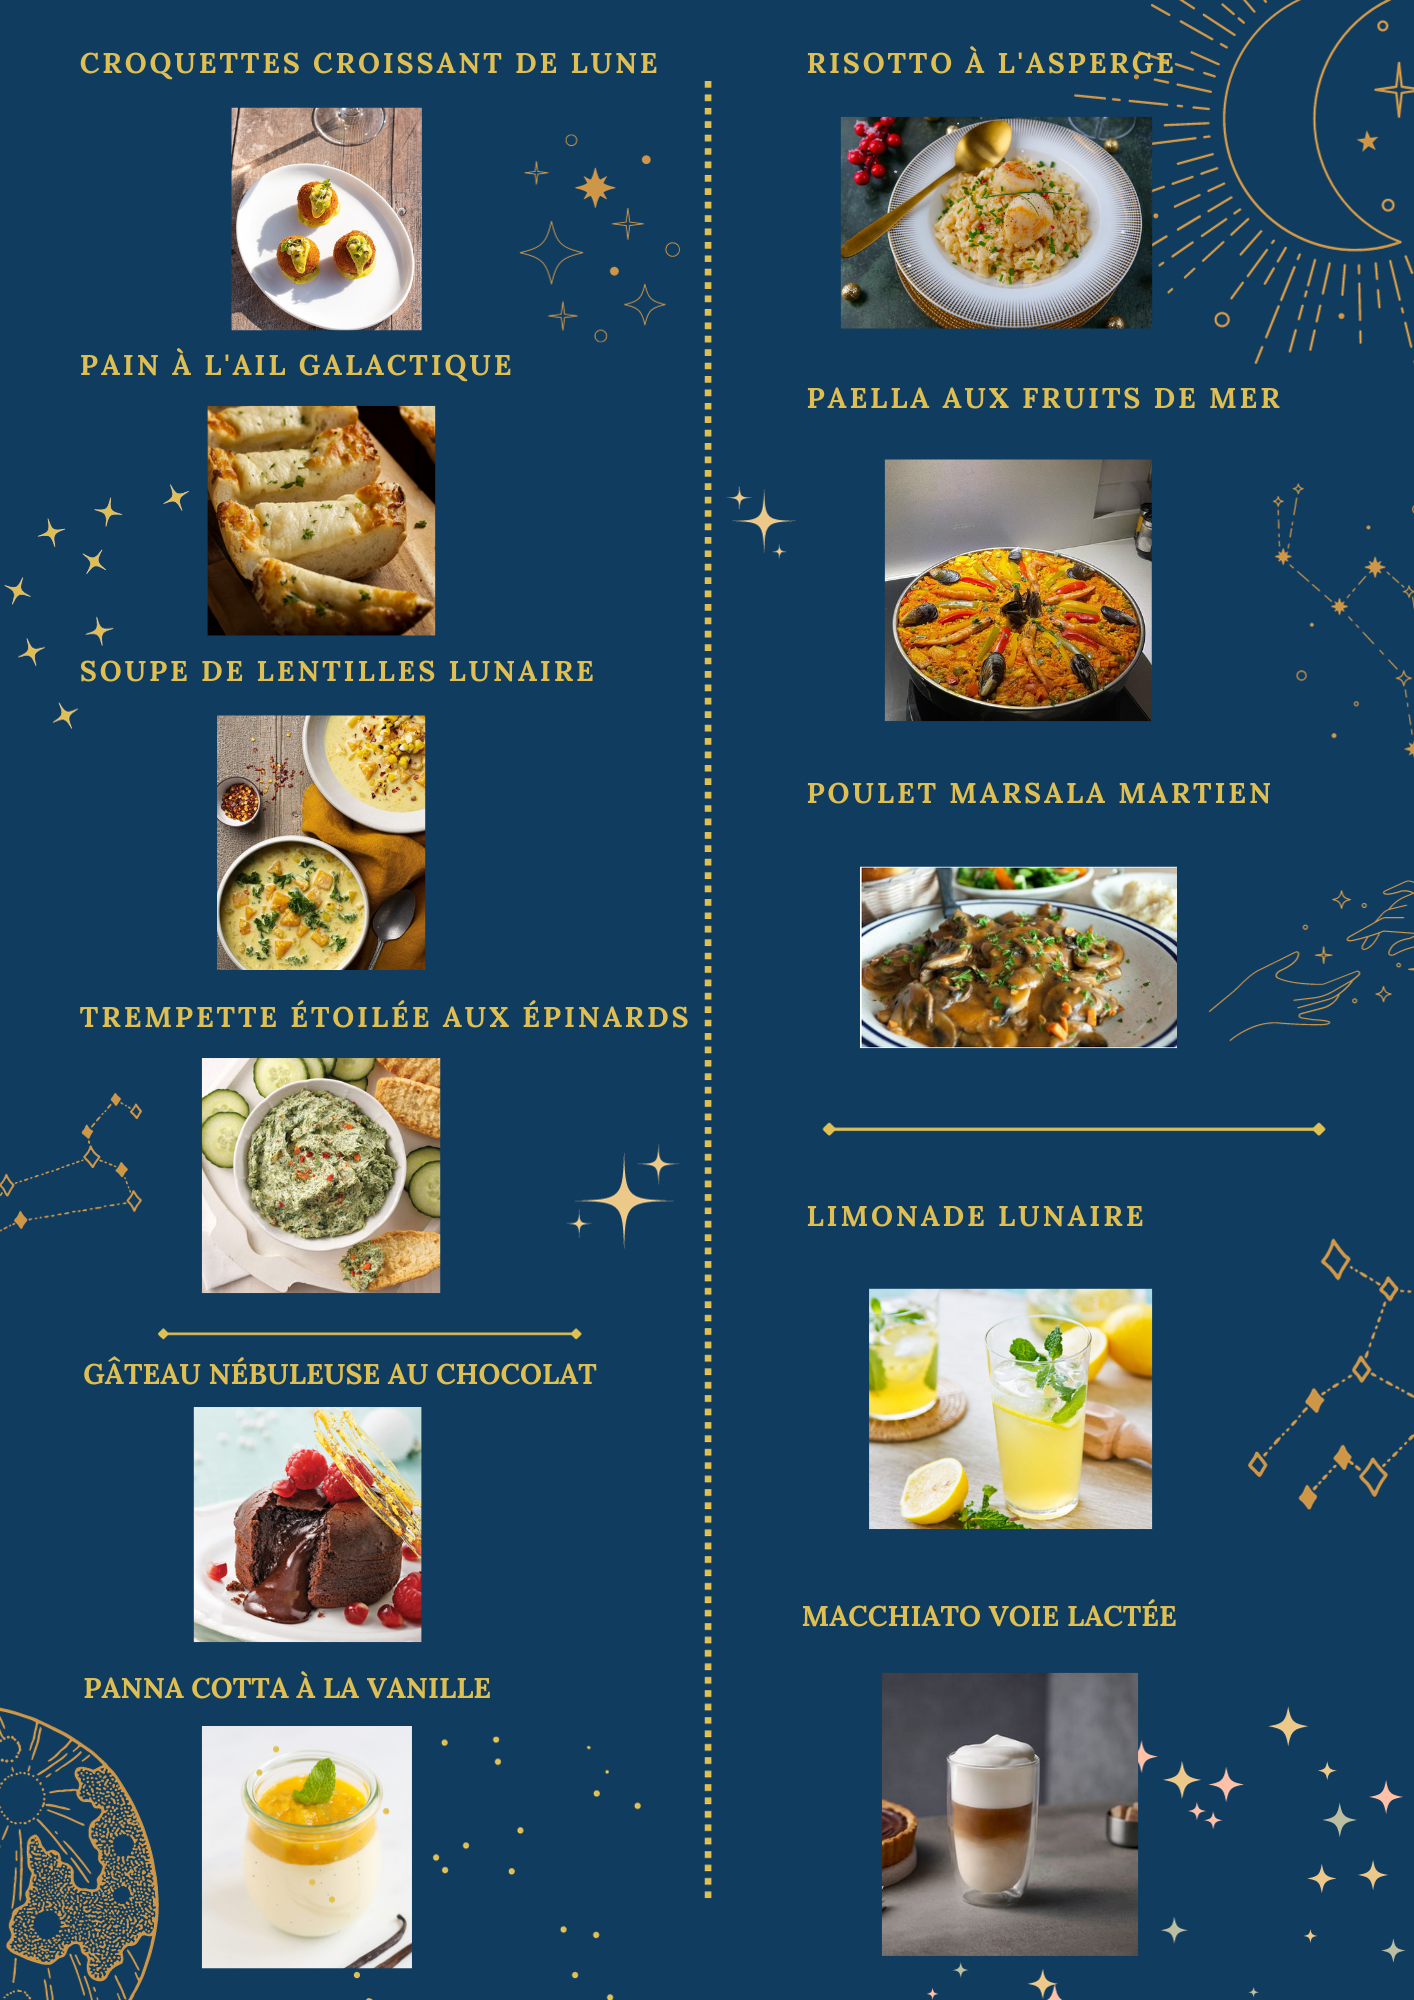 CROQUETTES CROISSANT DE LUNE
PAIN À L'AIL GALACTIQUE
SOUPE DE LENTILLES LUNAIRE
TREMPETTE ÉTOILÉE AUX ÉPINARDS
GÂTEAU NÉBULEUSE AU CHOCOLAT
PANNA COTTA À LA VANILLE
RISOTTO À L'ASPERGE
PAELLA AUX FRUITS DE MER
POULET MARSALA MARTIEN
LIMONADE LUNAIRE
MACCHIATO VOIE LACTÉE